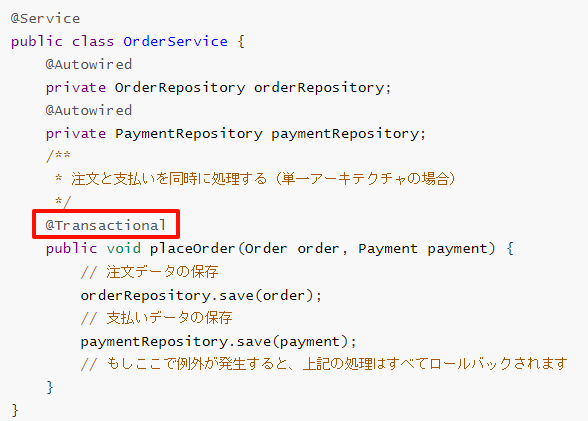 @Service
public class OrderService {
    @Autowired
    private OrderRepository orderRepository;
    @Autowired
    private PaymentRepository paymentRepository;
    /**
     * 注文と支払いを同時に処理する（単一アーキテクチャの場合）
     */
    @Transactional
    public void placeOrder(Order order, Payment payment) {
        // 注文データの保存
        orderRepository.save(order);
        // 支払いデータの保存
        paymentRepository.save(payment);
        // もしここで例外が発生すると、上記の処理はすべてロールバックされます
    }
}